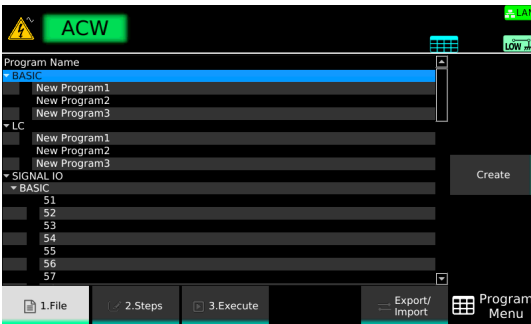 LAN
ACW
LOW
Program Name
BASIC
New Program1
New Program2
New Program3
LC
New Program1
New Program2
New Program3
SIGNAL IO
BASIC
51
52
53
54
55
56
57
Create
1.File
2.Steps
3.Execute
Export/
Import
Program
Menu